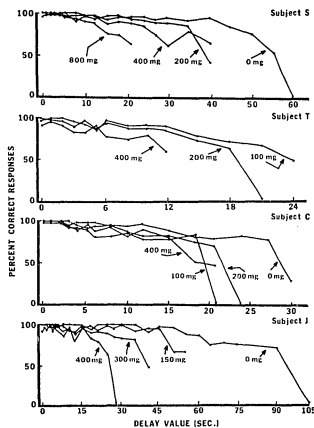 Subject S
100
50
0
800 mg
400 mg
200 mg
0 mg
0 10 20 30 40 50 60
Subject T
100
50
0
400 mg
200 mg
100 mg
0 6 12 18 24
Subject C
100
50
0
400 mg
100 mg
200 mg
0 mg
0 5 10 15 20 25 30
Subject J
100
50
0
400 mg
300 mg
150 mg
0 mg
0 15 30 45 60 75 90 105
PERCENT CORRECT RESPONSES
DELAY VALUE (SEC.)